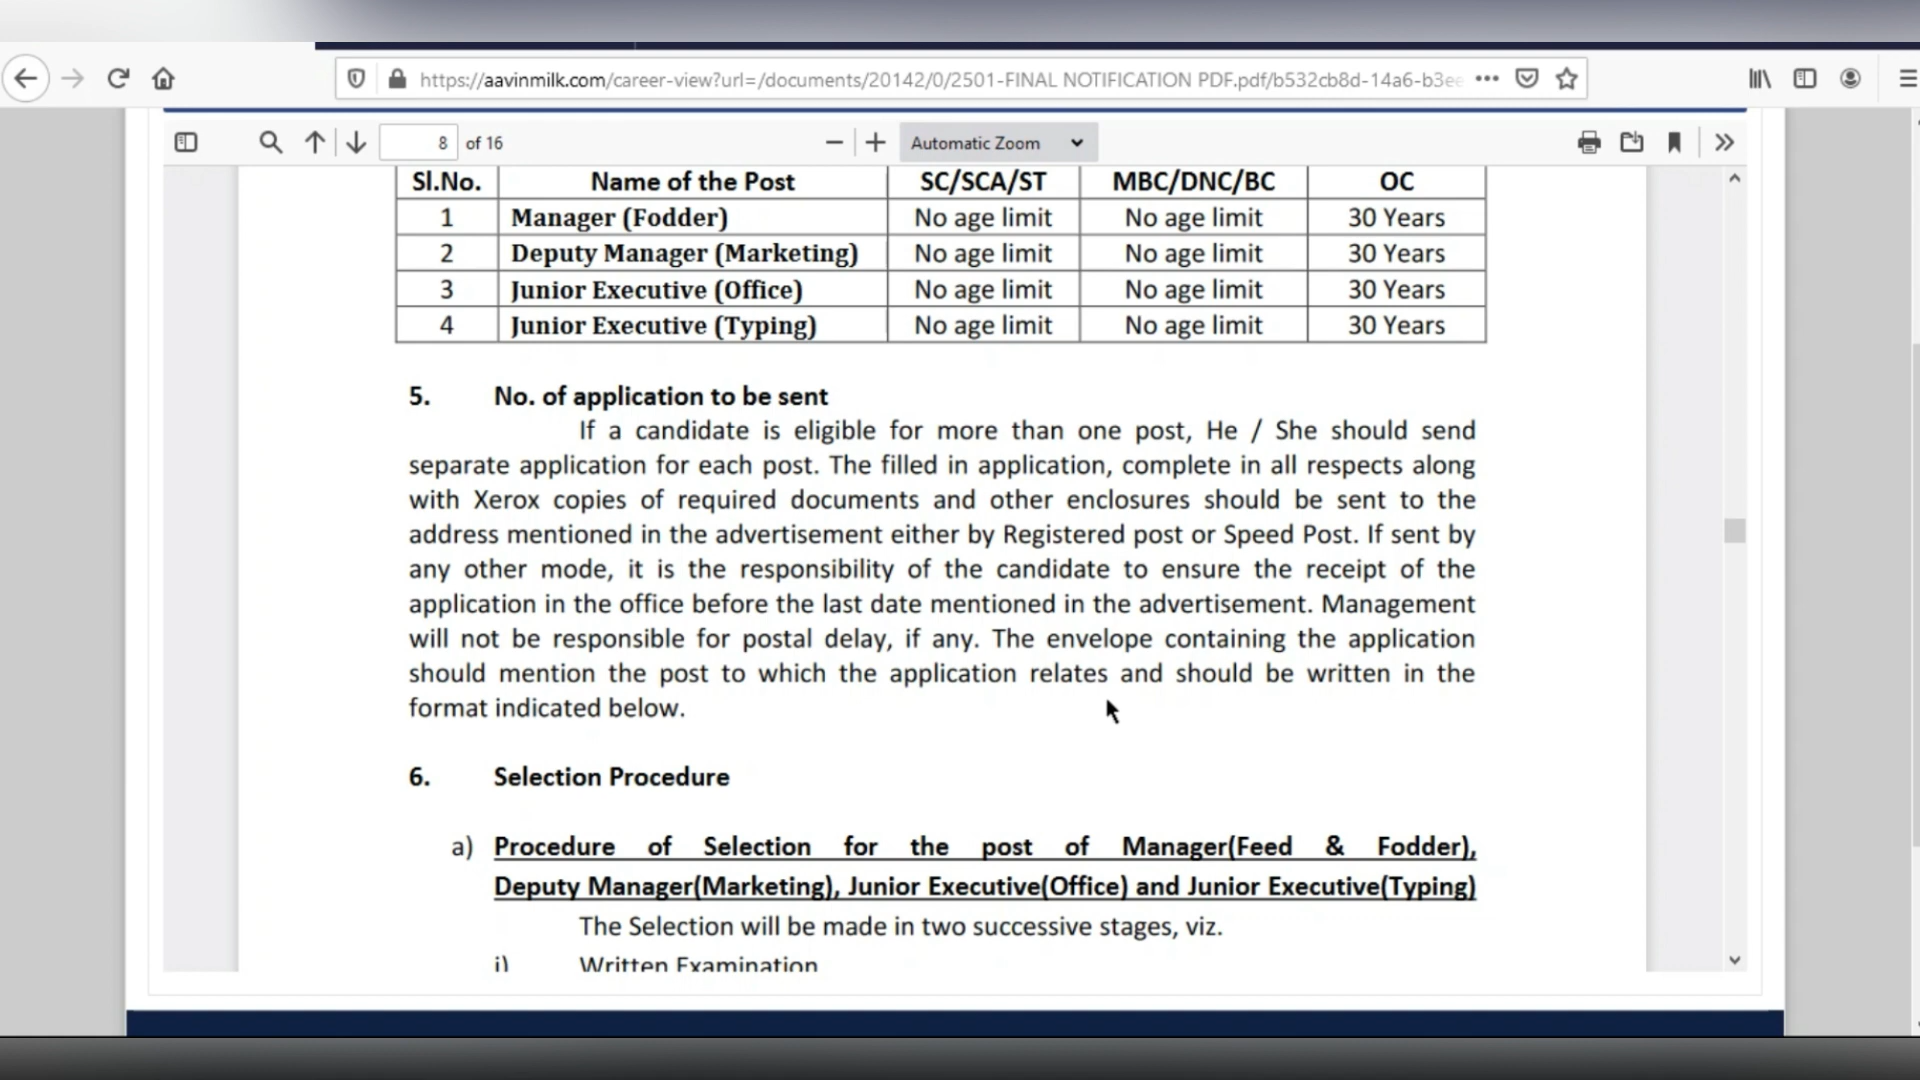 https://aavinmilk.com/career-view?url=/documents/20142/0/2501-FINAL NOTIFICATION PDF.pdf/b532cb8d-14a6-b3ee
8 of 16 Automatic Zoom
Sl.No. Name of the Post SC/SCA/ST MBC/DNC/BC OC
1 Manager (Fodder) No age limit No age limit 30 Years
2 Deputy Manager (Marketing) No age limit No age limit 30 Years
3 Junior Executive (Office) No age limit No age limit 30 Years
4 Junior Executive (Typing) No age limit No age limit 30 Years
5. No. of application to be sent
If a candidate is eligible for more than one post, He / She should send
separate application for each post. The filled in application, complete in all respects along
with Xerox copies of required documents and other enclosures should be sent to the
address mentioned in the advertisement either by Registered post or Speed Post. If sent by
any other mode, it is the responsibility of the candidate to ensure the receipt of the
application in the office before the last date mentioned in the advertisement. Management
will not be responsible for postal delay, if any. The envelope containing the application
should mention the post to which the application relates and should be written in the
format indicated below.
6. Selection Procedure
a) Procedure of Selection for the post of Manager(Feed & Fodder),
Deputy Manager(Marketing), Junior Executive(Office) and Junior Executive(Typing)
The Selection will be made in two successive stages, viz.
i) Written Examination